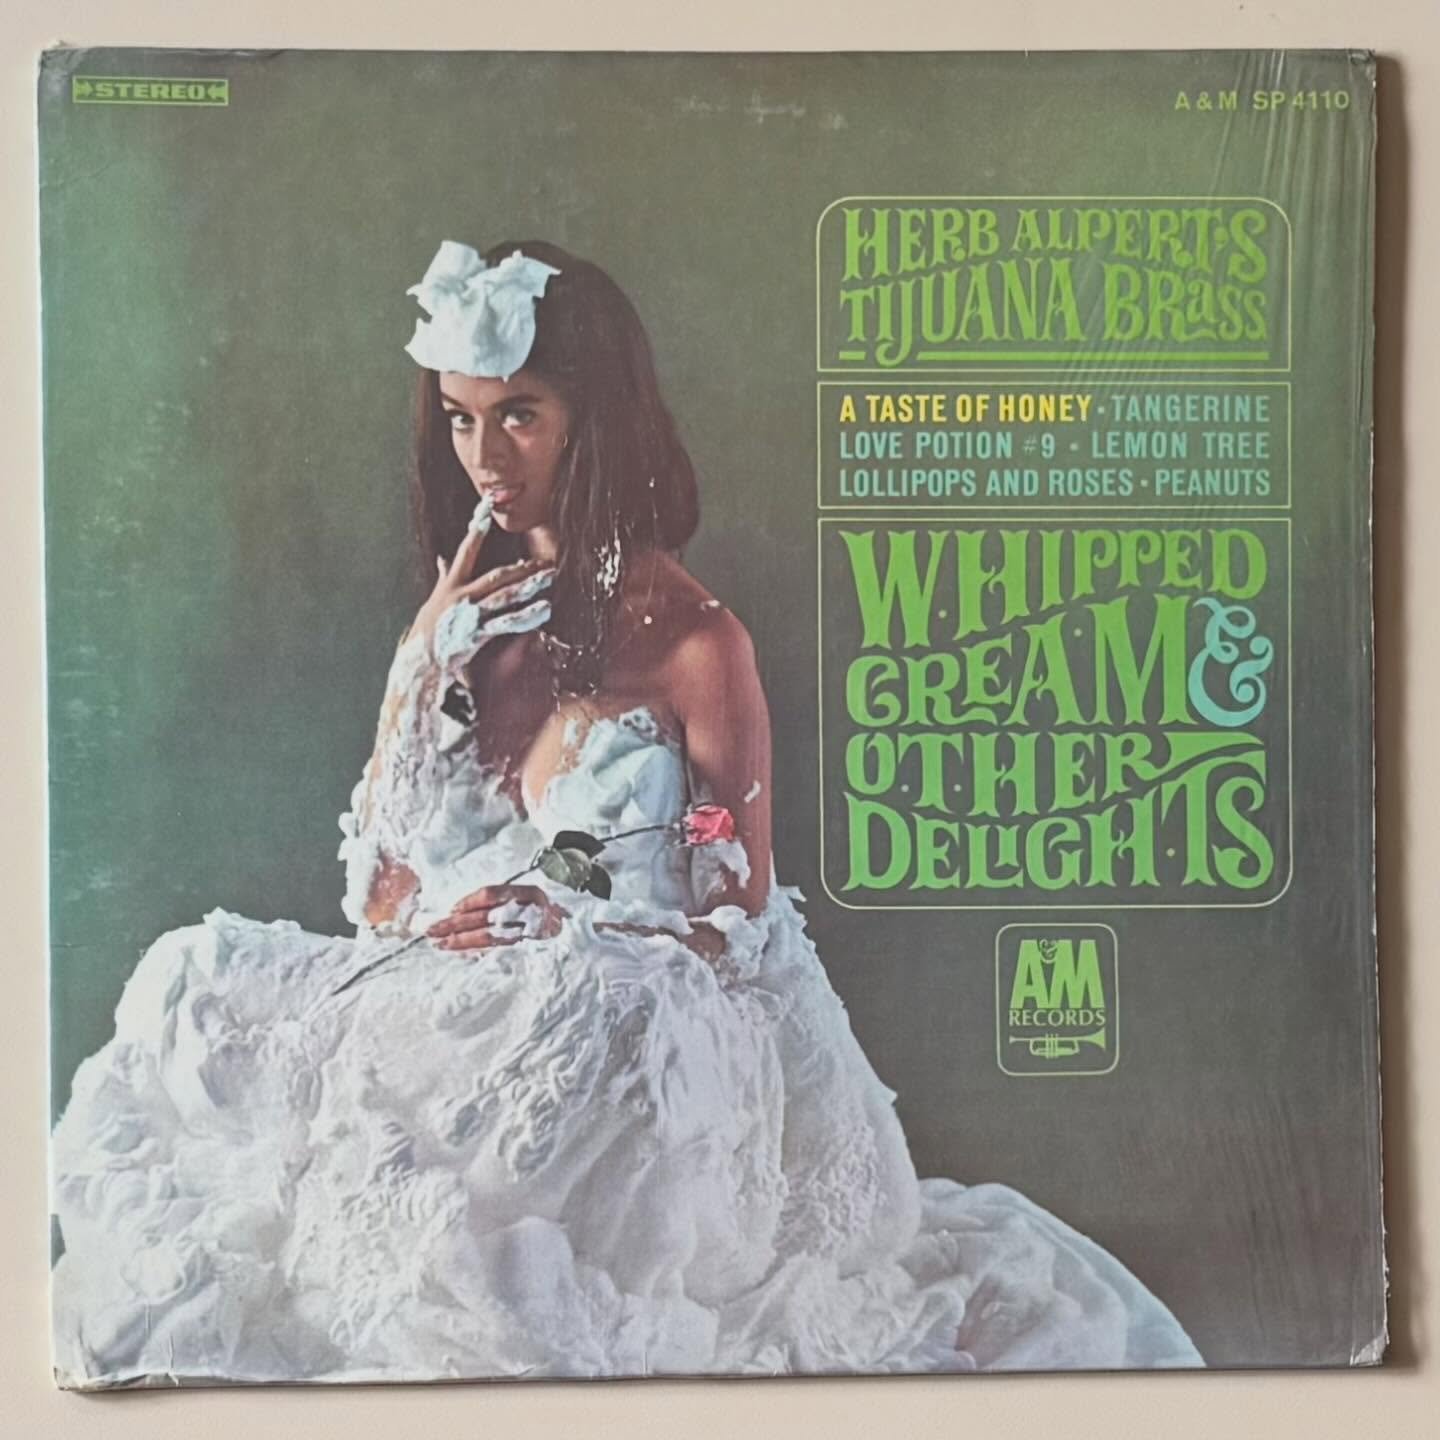 STEREO
A & M SP 4110
HERB ALPERT'S
TIJUANA BRASS
A TASTE OF HONEY · TANGERINE
LOVE POTION #9 · LEMON TREE
LOLLIPOPS AND ROSES · PEANUTS
WHIPPED
CREAM &
OTHER
DELIGHTS
A&M
RECORDS